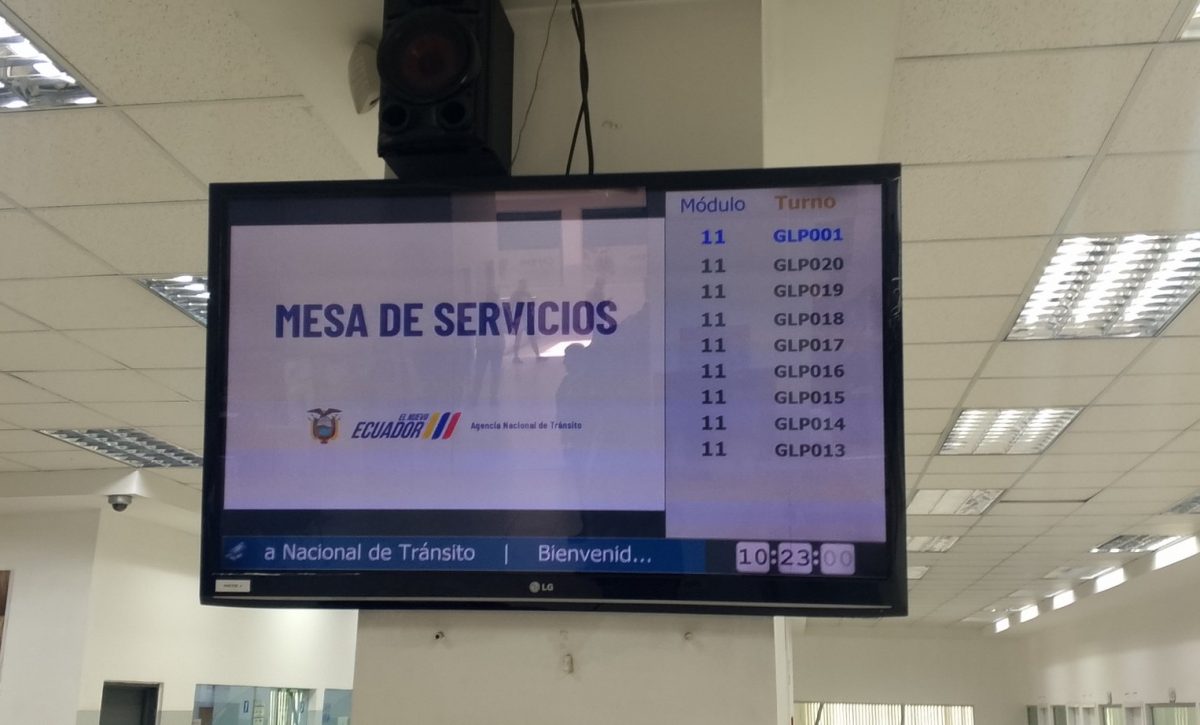 MESA DE SERVICIOS
EL NUEVO
ECUADOR
Agencia Nacional de Tránsito
Módulo Turno
11 GLP001
11 GLP020
11 GLP019
11 GLP018
11 GLP017
11 GLP016
11 GLP015
11 GLP014
11 GLP013
a Nacional de Tránsito | Bienvenid...
10:23:00
LG